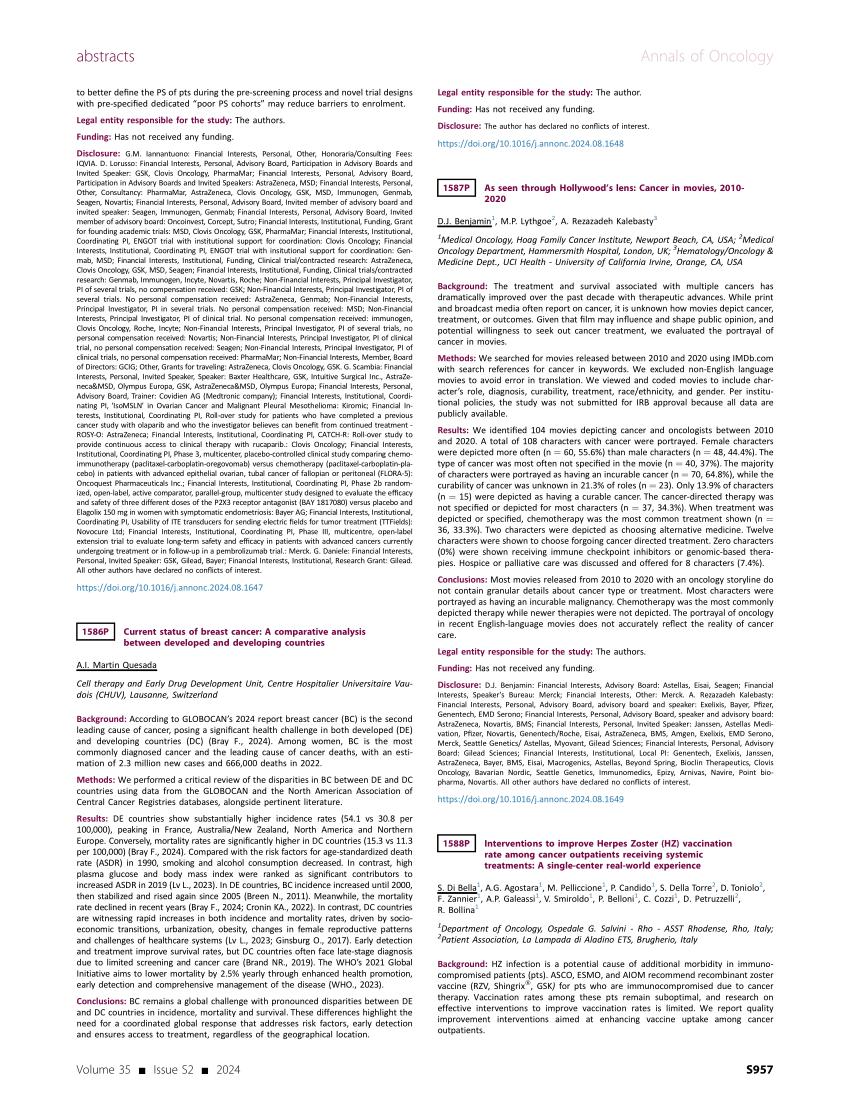 abstracts
Annals of Oncology
to better define the PS of pts during the pre-screening process and novel trial designs
with pre-specified dedicated “poor PS cohorts” may reduce barriers to enrolment.
Legal entity responsible for the study: The authors.
Funding: Has not received any funding.
Disclosure: G.M. Iannantuono: Financial Interests, Personal, Other, Honoraria/Consulting Fees:
IQVIA. D. Lorusso: Financial Interests, Personal, Advisory Board, Participation in Advisory Boards and
Invited Speaker: GSK, Clovis Oncology, PharmaMar; Financial Interests, Personal, Advisory Board,
Participation in Advisory Boards and Invited Speakers: AstraZeneca, MSD; Financial Interests, Personal,
Other, Consultancy: PharmaMar, AstraZeneca, Clovis Oncology, GSK, MSD, Immunogen, Genmab,
Seagen, Novartis; Financial Interests, Personal, Advisory Board, Invited member of advisory board and
invited speaker: Seagen, Immunogen, Genmab; Financial Interests, Personal, Advisory Board, Invited
member of advisory board: Oncoinvest, Corcept, Sutro; Financial Interests, Institutional, Funding, Grant
for founding academic trials: MSD, Clovis Oncology, GSK, PharmaMar; Financial Interests, Institutional,
Coordinating PI, ENGOT trial with institutional support for coordination: Clovis Oncology; Financial
Interests, Institutional, Coordinating PI, ENGOT trial with institutional support for coordination: Gen-
mab, MSD; Financial Interests, Institutional, Funding, Clinical trial/contracted research: AstraZeneca,
Clovis Oncology, GSK, MSD, Seagen; Financial Interests, Institutional, Funding, Clinical trials/contracted
research: Genmab, Immunogen, Incyte, Novartis, Roche; Non-Financial Interests, Principal Investigator,
PI of several trials, no compensation received: GSK; Non-Financial Interests, Principal Investigator, PI of
several trials. No personal compensation received: AstraZeneca, Genmab; Non-Financial Interests,
Principal Investigator, PI of several trials. No personal compensation received: MSD; Non-Financial
Interests, Principal Investigator, PI of clinical trial. No personal compensation received: immunogen,
Clovis Oncology, Roche, Incyte; Non-Financial Interests, Principal Investigator, PI of several trials, no
personal compensation received: Novartis; Non-Financial Interests, Principal Investigator, PI of clinical
trial, no personal compensation received: Seagen; Non-Financial Interests, Principal Investigator, PI of
clinical trials, no personal compensation received: PharmaMar; Non-Financial Interests, Member, Board
of Directors: GCIG; Other, Grants for traveling: AstraZeneca, Clovis Oncology, GSK. G. Scambia: Financial
Interests, Personal, Invited Speaker, Speaker: Baxter Healthcare, GSK, Intuitive Surgical Inc., AstraZe-
neca&MSD, Olympus Europa, GSK, AstraZeneca&MSD, Olympus Europa; Financial Interests, Personal,
Advisory Board, Trainer: Covidien AG (Medtronic company); Financial Interests, Institutional, Coordi-
nating PI, 'IsoMSLN' in Ovarian Cancer and Malignant Pleural Mesothelioma: Kiromic; Financial In-
terests, Institutional, Coordinating PI, Roll-over study for patients who have completed a previous
cancer study with olaparib and who the investigator believes can benefit from continued treatment -
ROSY-O: AstraZeneca; Financial Interests, Institutional, Coordinating PI, CATCH-R: Roll-over study to
provide continuous access to clinical therapy with rucaparib.: Clovis Oncology; Financial Interests,
Institutional, Coordinating PI, Phase 3, multicenter, placebo-controlled clinical study comparing chemo-
immunotherapy (paclitaxel-carboplatin-oregovomab) versus chemotherapy (paclitaxel-carboplatin-pla-
cebo) in patients with advanced epithelial ovarian, tubal cancer of fallopian or peritoneal (FLORA-5):
Oncoquest Pharmaceuticals Inc.; Financial Interests, Institutional, Coordinating PI, Phase 2b random-
ized, open-label, active comparator, parallel-group, multicenter study designed to evaluate the efficacy
and safety of three different doses of the P2X3 receptor antagonist (BAY 1817080) versus placebo and
Elagolix 150 mg in women with symptomatic endometriosis: Bayer AG; Financial Interests, Institutional,
Coordinating PI, Usability of ITE transducers for sending electric fields for tumor treatment (TTFields):
Novocure Ltd; Financial Interests, Institutional, Coordinating PI, Phase III, multicentre, open-label
extension trial to evaluate long-term safety and efficacy in patients with advanced cancers currently
undergoing treatment or in follow-up in a pembrolizumab trial.: Merck. G. Daniele: Financial Interests,
Personal, Invited Speaker: GSK, Gilead, Bayer; Financial Interests, Institutional, Research Grant: Gilead.
All other authors have declared no conflicts of interest.
https://doi.org/10.1016/j.annonc.2024.08.1647
1586P
Current status of breast cancer: A comparative analysis
between developed and developing countries
A.I. Martin Quesada
Cell therapy and Early Drug Development Unit, Centre Hospitalier Universitaire Vau-
dois (CHUV), Lausanne, Switzerland
Background: According to GLOBOCAN's 2024 report breast cancer (BC) is the second
leading cause of cancer, posing a significant health challenge in both developed (DE)
and developing countries (DC) (Bray F., 2024). Among women, BC is the most
commonly diagnosed cancer and the leading cause of cancer deaths, with an esti-
mation of 2.3 million new cases and 666,000 deaths in 2022.
Methods: We performed a critical review of the disparities in BC between DE and DC
countries using data from the GLOBOCAN and the North American Association of
Central Cancer Registries databases, alongside pertinent literature.
Results: DE countries show substantially higher incidence rates (54.1 vs 30.8 per
100,000), peaking in France, Australia/New Zealand, North America and Northern
Europe. Conversely, mortality rates are significantly higher in DC countries (15.3 vs 11.3
per 100,000) (Bray F., 2024). Compared with the risk factors for age-standardized death
rate (ASDR) in 1990, smoking and alcohol consumption decreased. In contrast, high
plasma glucose and body mass index were ranked as significant contributors to
increased ASDR in 2019 (Lv L., 2023). In DE countries, BC incidence increased until 2000,
then stabilized and rised again since 2005 (Breen N., 2011). Meanwhile, the mortality
rate declined in recent years (Bray F., 2024; Cronin KA., 2022). In contrast, DC countries
are witnessing rapid increases in both incidence and mortality rates, driven by socio-
economic transitions, urbanization, obesity, changes in female reproductive patterns
and challenges of healthcare systems (Lv L., 2023; Ginsburg O., 2017). Early detection
and treatment improve survival rates, but DC countries often face late-stage diagnosis
due to limited screening and cancer care (Brand NR., 2019). The WHO's 2021 Global
Initiative aims to lower mortality by 2.5% yearly through enhanced health promotion,
early detection and comprehensive management of the disease (WHO., 2023).
Conclusions: BC remains a global challenge with pronounced disparities between DE
and DC countries in incidence, mortality and survival. These differences highlight the
need for a coordinated global response that addresses risk factors, early detection
and ensures access to treatment, regardless of the geographical location.
Legal entity responsible for the study: The author.
Funding: Has not received any funding.
Disclosure: The author has declared no conflicts of interest.
https://doi.org/10.1016/j.annonc.2024.08.1648
1587P
As seen through Hollywood's lens: Cancer in movies, 2010-
2020
D.J. Benjamin1, M.P. Lythgoe2, A. Rezazadeh Kalebasty3
1Medical Oncology, Hoag Family Cancer Institute, Newport Beach, CA, USA; 2Medical
Oncology Department, Hammersmith Hospital, London, UK; 3Hematology/Oncology &
Medicine Dept., UCI Health - University of California Irvine, Orange, CA, USA
Background: The treatment and survival associated with multiple cancers has
dramatically improved over the past decade with therapeutic advances. While print
and broadcast media often report on cancer, it is unknown how movies depict cancer,
treatment, or outcomes. Given that film may influence and shape public opinion, and
potential willingness to seek out cancer treatment, we evaluated the portrayal of
cancer in movies.
Methods: We searched for movies released between 2010 and 2020 using IMDb.com
with search references for cancer in keywords. We excluded non-English language
movies to avoid error in translation. We viewed and coded movies to include char-
acter's role, diagnosis, curability, treatment, race/ethnicity, and gender. Per institu-
tional policies, the study was not submitted for IRB approval because all data are
publicly available.
Results: We identified 104 movies depicting cancer and oncologists between 2010
and 2020. A total of 108 characters with cancer were portrayed. Female characters
were depicted more often (n = 60, 55.6%) than male characters (n = 48, 44.4%). The
type of cancer was most often not specified in the movie (n = 40, 37%). The majority
of characters were portrayed as having an incurable cancer (n = 70, 64.8%), while the
curability of cancer was unknown in 21.3% of roles (n = 23). Only 13.9% of characters
(n = 15) were depicted as having a curable cancer. The cancer-directed therapy was
not specified or depicted for most characters (n = 37, 34.3%). When treatment was
depicted or specified, chemotherapy was the most common treatment shown (n =
36, 33.3%). Two characters were depicted as choosing alternative medicine. Twelve
characters were shown to choose forgoing cancer directed treatment. Zero characters
(0%) were shown receiving immune checkpoint inhibitors or genomic-based thera-
pies. Hospice or palliative care was discussed and offered for 8 characters (7.4%).
Conclusions: Most movies released from 2010 to 2020 with an oncology storyline do
not contain granular details about cancer type or treatment. Most characters were
portrayed as having an incurable malignancy. Chemotherapy was the most commonly
depicted therapy while newer therapies were not depicted. The portrayal of oncology
in recent English-language movies does not accurately reflect the reality of cancer
care.
Legal entity responsible for the study: The authors.
Funding: Has not received any funding.
Disclosure: D.J. Benjamin: Financial Interests, Advisory Board: Astellas, Eisai, Seagen; Financial
Interests, Speaker's Bureau: Merck; Financial Interests, Other: Merck. A. Rezazadeh Kalebasty:
Financial Interests, Personal, Advisory Board, Advisory board and speaker: Exelixis, Bayer, Pfizer,
Genentech, EMD Serono; Financial Interests, Personal, Advisory Board, speaker and advisory board:
AstraZeneca, Novartis, BMS; Financial Interests, Personal, Invited Speaker: Janssen, Astellas Medi-
vation, Pfizer, Novartis, Genentech/Roche, Eisai, AstraZeneca, BMS, Amgen, Exelixis, EMD Serono,
Merck, Seattle Genetics/ Astellas, Myovant, Gilead Sciences; Financial Interests, Personal, Advisory
Board: Gilead Sciences; Financial Interests, Institutional, Local PI: Genentech, Exelixis, Janssen,
AstraZeneca, Bayer, BMS, Eisai, Macrogenics, Astellas, Beyond Spring, Bioclin Therapeutics, Clovis
Oncology, Bavarian Nordic, Seattle Genetics, Immunomedics, Epizy, Arnivas, Navire, Point bio-
pharma, Novartis. All other authors have declared no conflicts of interest.
https://doi.org/10.1016/j.annonc.2024.08.1649
1588P
Interventions to improve Herpes Zoster (HZ) vaccination
rate among cancer outpatients receiving systemic
treatments: A single-center real-world experience
S. Di Bella1, A.G. Agostara1, M. Pelliccione1, P. Candido1, S. Della Torre2, D. Toniolo2,
F. Zannier1, A.P. Galeassi1, V. Smiroldo1, P. Belloni1, C. Cozzi1, D. Petruzzelli2,
R. Bollina1
1Department of Oncology, Ospedale G. Salvini - Rho - ASST Rhodense, Rho, Italy;
2Patient Association, La Lampada di Aladino ETS, Brugherio, Italy
Background: HZ infection is a potential cause of additional morbidity in immuno-
compromised patients (pts). ASCO, ESMO, and AIOM recommend recombinant zoster
vaccine (RZV, Shingrix®, GSK) for pts who are immunocompromised due to cancer
therapy. Vaccination rates among these pts remain suboptimal, and research on
effective interventions to improve vaccination rates is limited. We report quality
improvement interventions aimed at enhancing vaccine uptake among cancer
outpatients.
Volume 35 ■ Issue S2 ■ 2024
S957